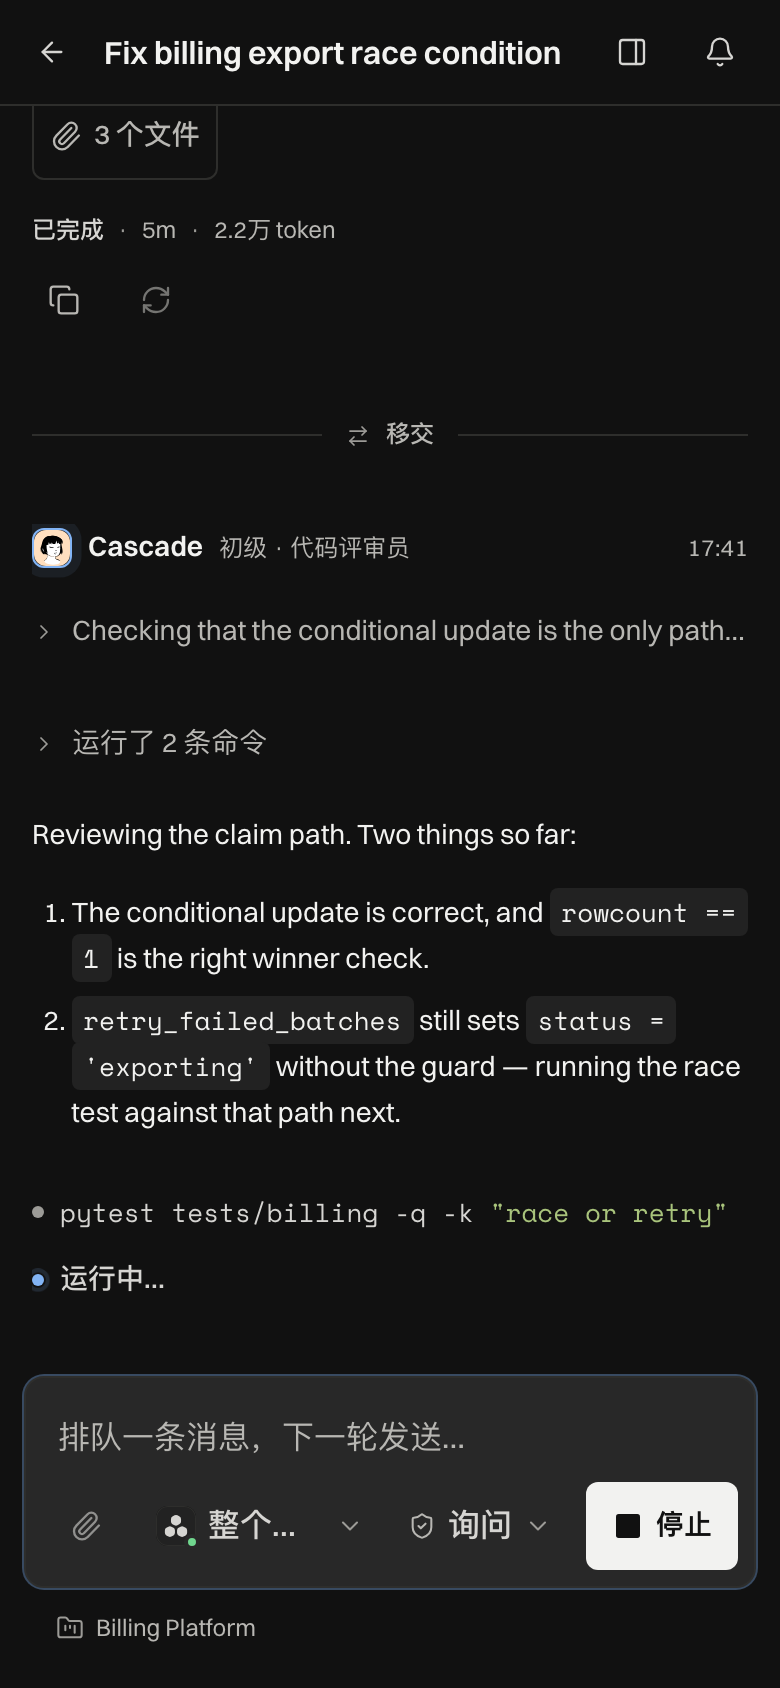 Fix billing export race condition
3 个文件
已完成 · 5m · 2.2万 token
移交
Cascade 初级 · 代码评审员 17:41
Checking that the conditional update is the only path...
运行了 2 条命令
Reviewing the claim path. Two things so far:
1. The conditional update is correct, and rowcount ==
1 is the right winner check.
2. retry_failed_batches still sets status =
'exporting' without the guard — running the race
test against that path next.
pytest tests/billing -q -k "race or retry"
运行中...
排队一条消息，下一轮发送...
整个... 询问 停止
Billing Platform